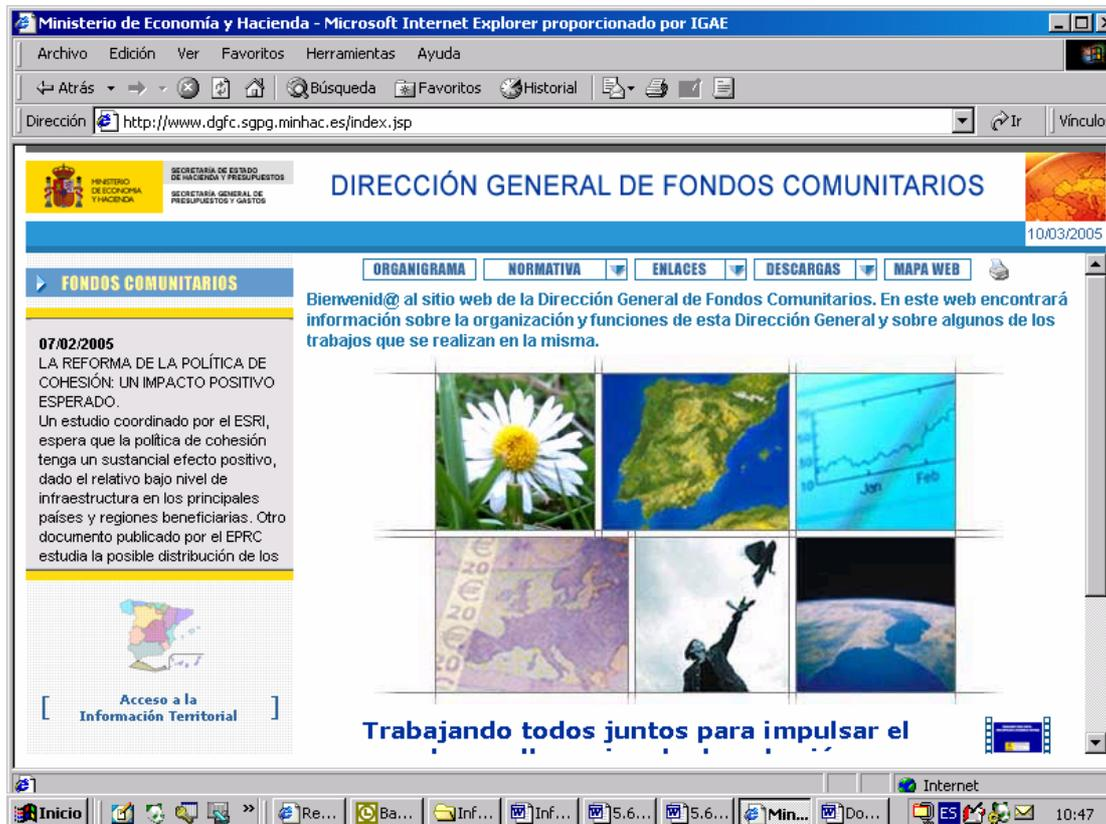 Ministerio de Economía y Hacienda - Microsoft Internet Explorer proporcionado por IGAE
Archivo Edición Ver Favoritos Herramientas Ayuda
Atrás Búsqueda Favoritos Historial
Dirección http://www.dgfc.sgpg.minhac.es/index.jsp Ir Vínculo
MINISTERIO
DE ECONOMIA
Y HACIENDA
SECRETARÍA DE ESTADO
DE HACIENDA Y PRESUPUESTOS
SECRETARÍA GENERAL DE
PRESUPUESTOS Y GASTOS
DIRECCIÓN GENERAL DE FONDOS COMUNITARIOS
10/03/2005
FONDOS COMUNITARIOS
07/02/2005
LA REFORMA DE LA POLÍTICA DE
COHESIÓN: UN IMPACTO POSITIVO
ESPERADO.
Un estudio coordinado por el ESRI,
espera que la política de cohesión
tenga un sustancial efecto positivo,
dado el relativo bajo nivel de
infraestructura en los principales
países y regiones beneficiarias. Otro
documento publicado por el EPRC
estudia la posible distribución de los
Acceso a la
Información Territorial
ORGANIGRAMA NORMATIVA ENLACES DESCARGAS MAPA WEB
Bienvenid@ al sitio web de la Dirección General de Fondos Comunitarios. En este web encontrará
información sobre la organización y funciones de esta Dirección General y sobre algunos de los
trabajos que se realizan en la misma.
10 Jan Feb
20
20
20
Trabajando todos juntos para impulsar el
Internet
Inicio » Re... Ba... Inf... Inf... 5.6... 5.6... Min... Do... ES 10:47